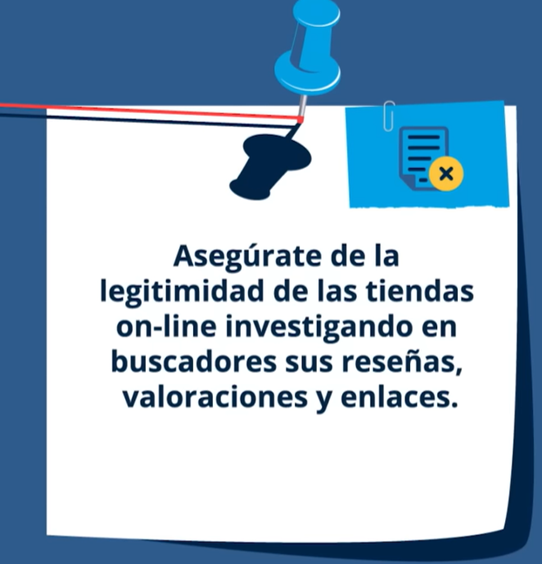 Asegúrate de la
legitimidad de las tiendas
on-line investigando en
buscadores sus reseñas,
valoraciones y enlaces.